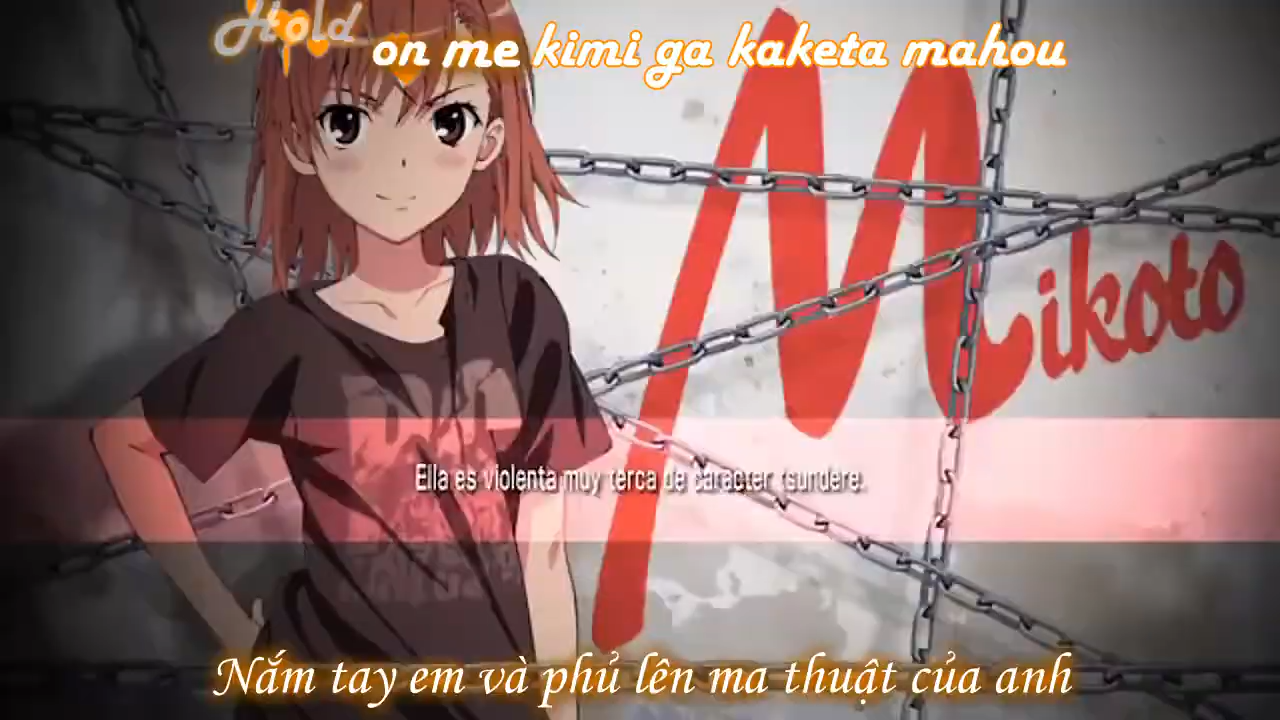 Hold on me kimi ga kaketa mahou
Mikoto
Ella es violenta muy terca de caracter tsundere.
Nắm tay em và phủ lên ma thuật của anh